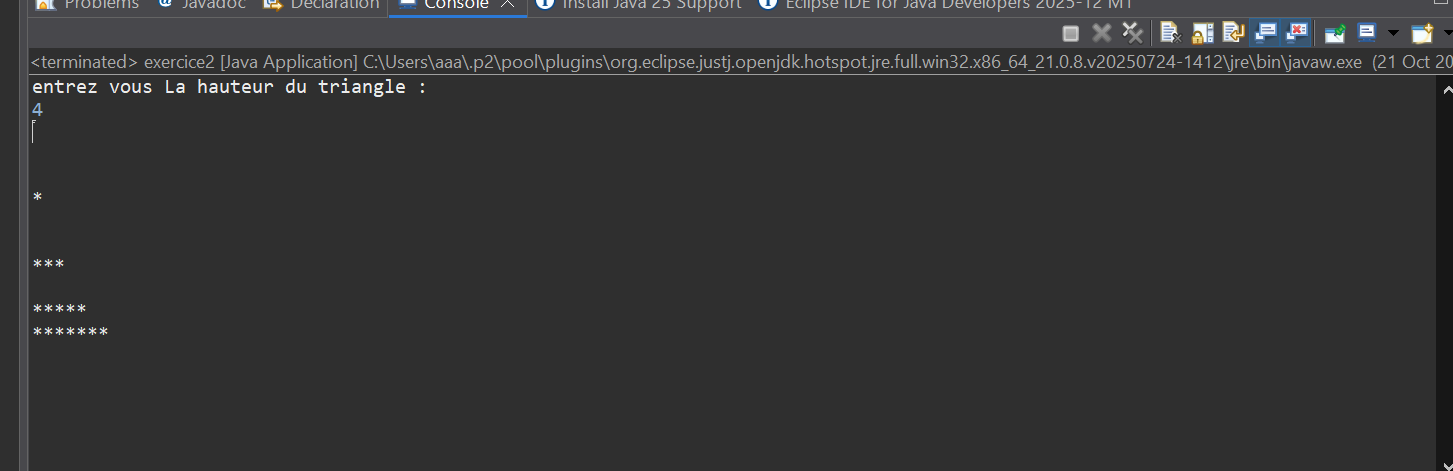 Problems Javadoc Declaration Console Install Java 25 Support Eclipse IDE for Java Developers 2025-12 M1
<terminated> exercice2 [Java Application] C:\Users\aaa\.p2\pool\plugins\org.eclipse.justj.openjdk.hotspot.jre.full.win32.x86_64_21.0.8.v20250724-1412\jre\bin\javaw.exe (21 Oct 20
entrez vous La hauteur du triangle :
4
*
***
*****
*******